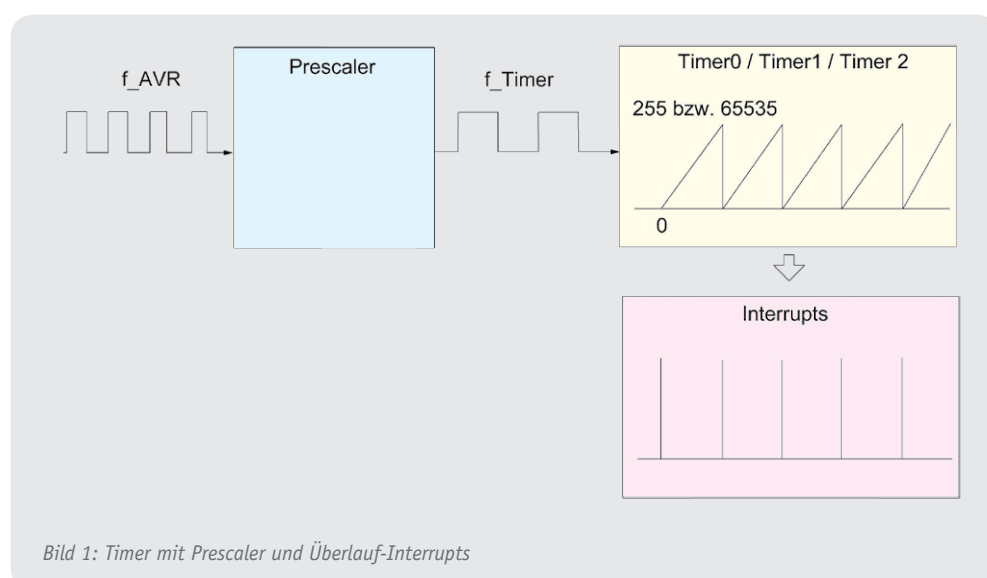 f_AVR
Prescaler
f_Timer
Timer0 / Timer1 / Timer 2
255 bzw. 65535
0
Interrupts
Bild 1: Timer mit Prescaler und Überlauf-Interrupts